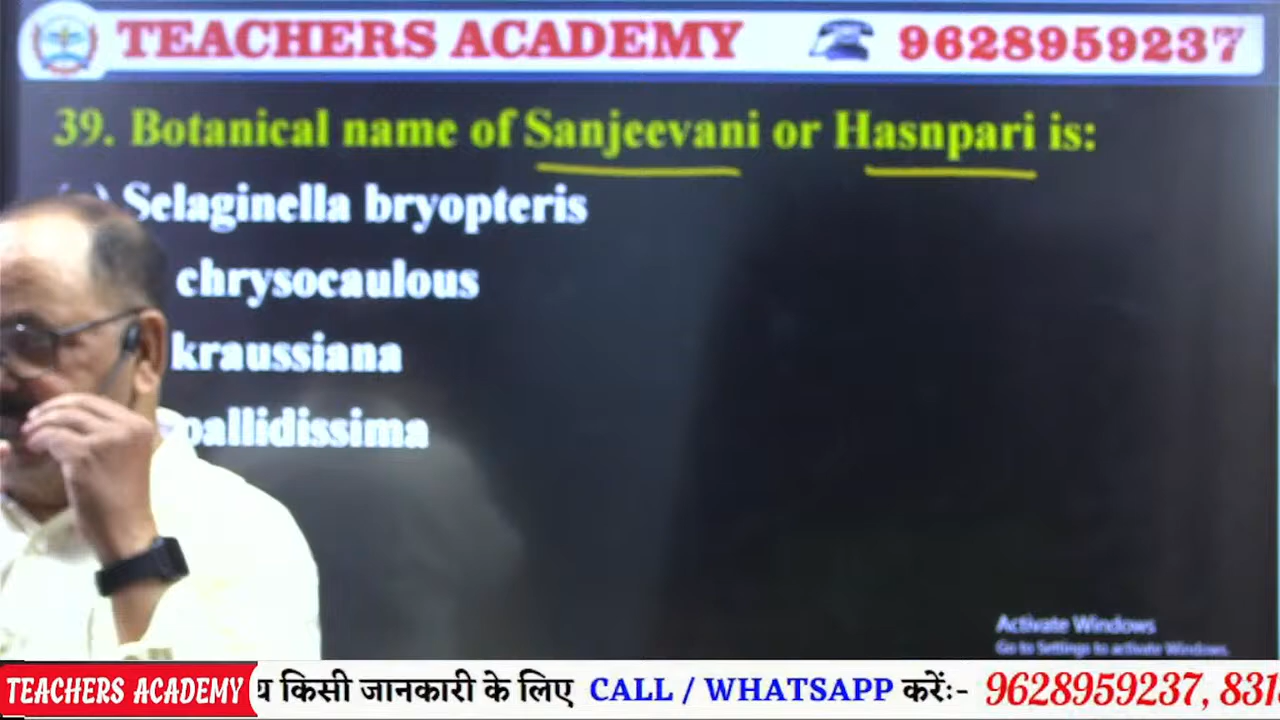 TEACHERS ACADEMY 9628959237
39. Botanical name of Sanjeevani or Hasnpari is:
Selaginella bryopteris
chrysocaulous
kraussiana
pallidissima
Activate Windows
Go to Settings to activate Windows.
TEACHERS ACADEMY य किसी जानकारी के लिए CALL / WHATSAPP करेंः- 9628959237, 831